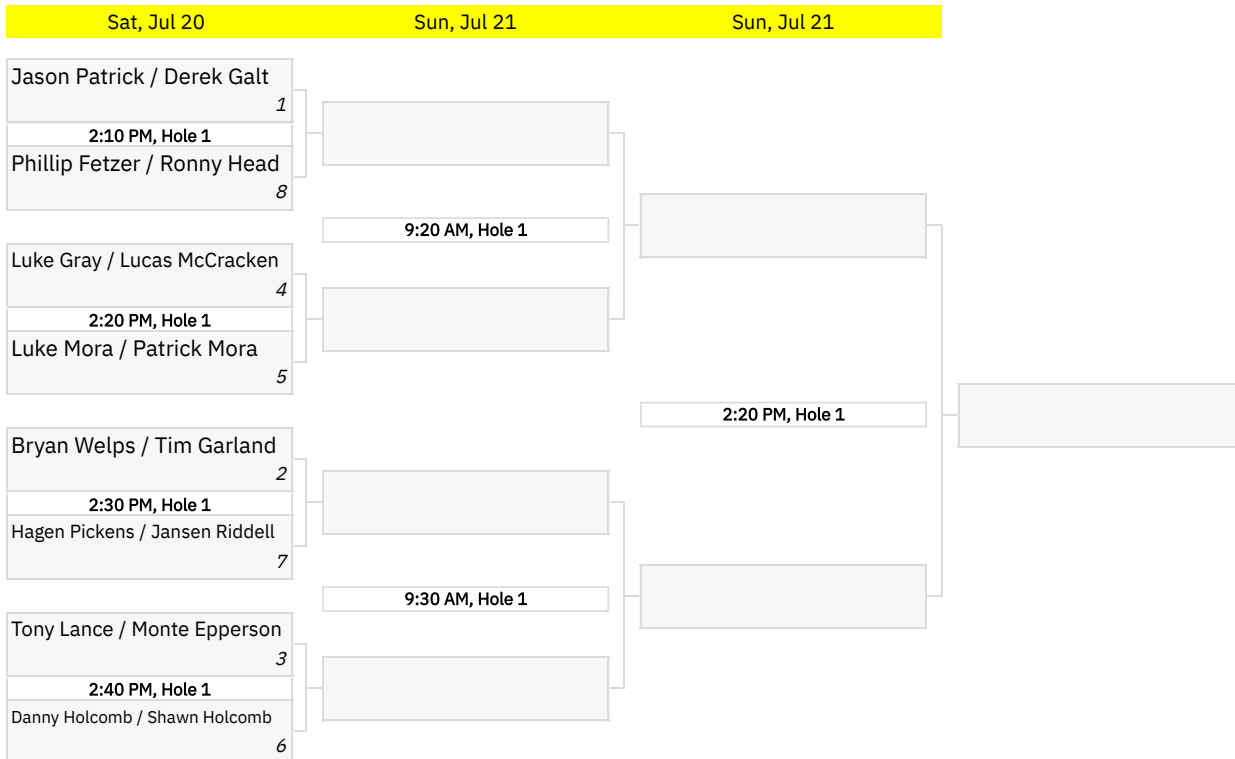 Sat, Jul 20
Sun, Jul 21
Sun, Jul 21
Jason Patrick / Derek Galt
1
2:10 PM, Hole 1
Phillip Fetzer / Ronny Head
8
9:20 AM, Hole 1
Luke Gray / Lucas McCracken
4
2:20 PM, Hole 1
Luke Mora / Patrick Mora
5
2:20 PM, Hole 1
Bryan Welps / Tim Garland
2
2:30 PM, Hole 1
Hagen Pickens / Jansen Riddell
7
9:30 AM, Hole 1
Tony Lance / Monte Epperson
3
2:40 PM, Hole 1
Danny Holcomb / Shawn Holcomb
6